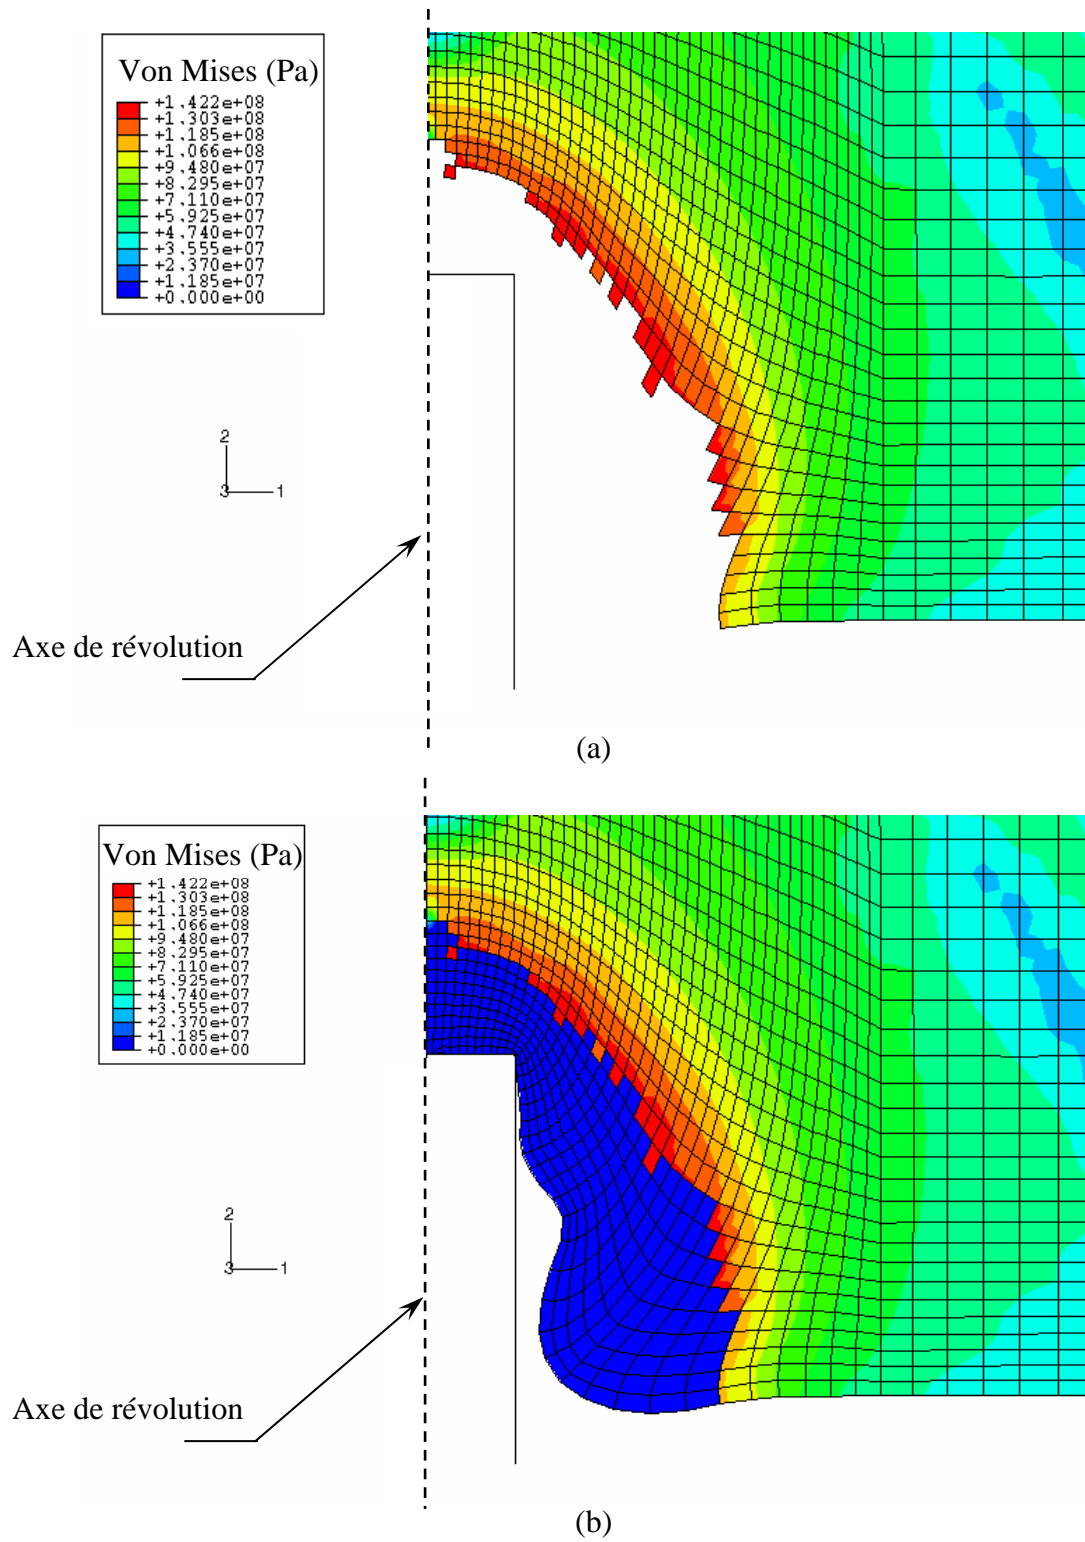 Von Mises (Pa)
+1.422e+08
+1.303e+08
+1.185e+08
+1.066e+08
+9.480e+07
+8.295e+07
+7.110e+07
+5.925e+07
+4.740e+07
+3.555e+07
+2.370e+07
+1.185e+07
+0.000e+00
2
3
1
Axe de révolution
(a)
Von Mises (Pa)
+1.422e+08
+1.303e+08
+1.185e+08
+1.066e+08
+9.480e+07
+8.295e+07
+7.110e+07
+5.925e+07
+4.740e+07
+3.555e+07
+2.370e+07
+1.185e+07
+0.000e+00
2
3
1
Axe de révolution
(b)